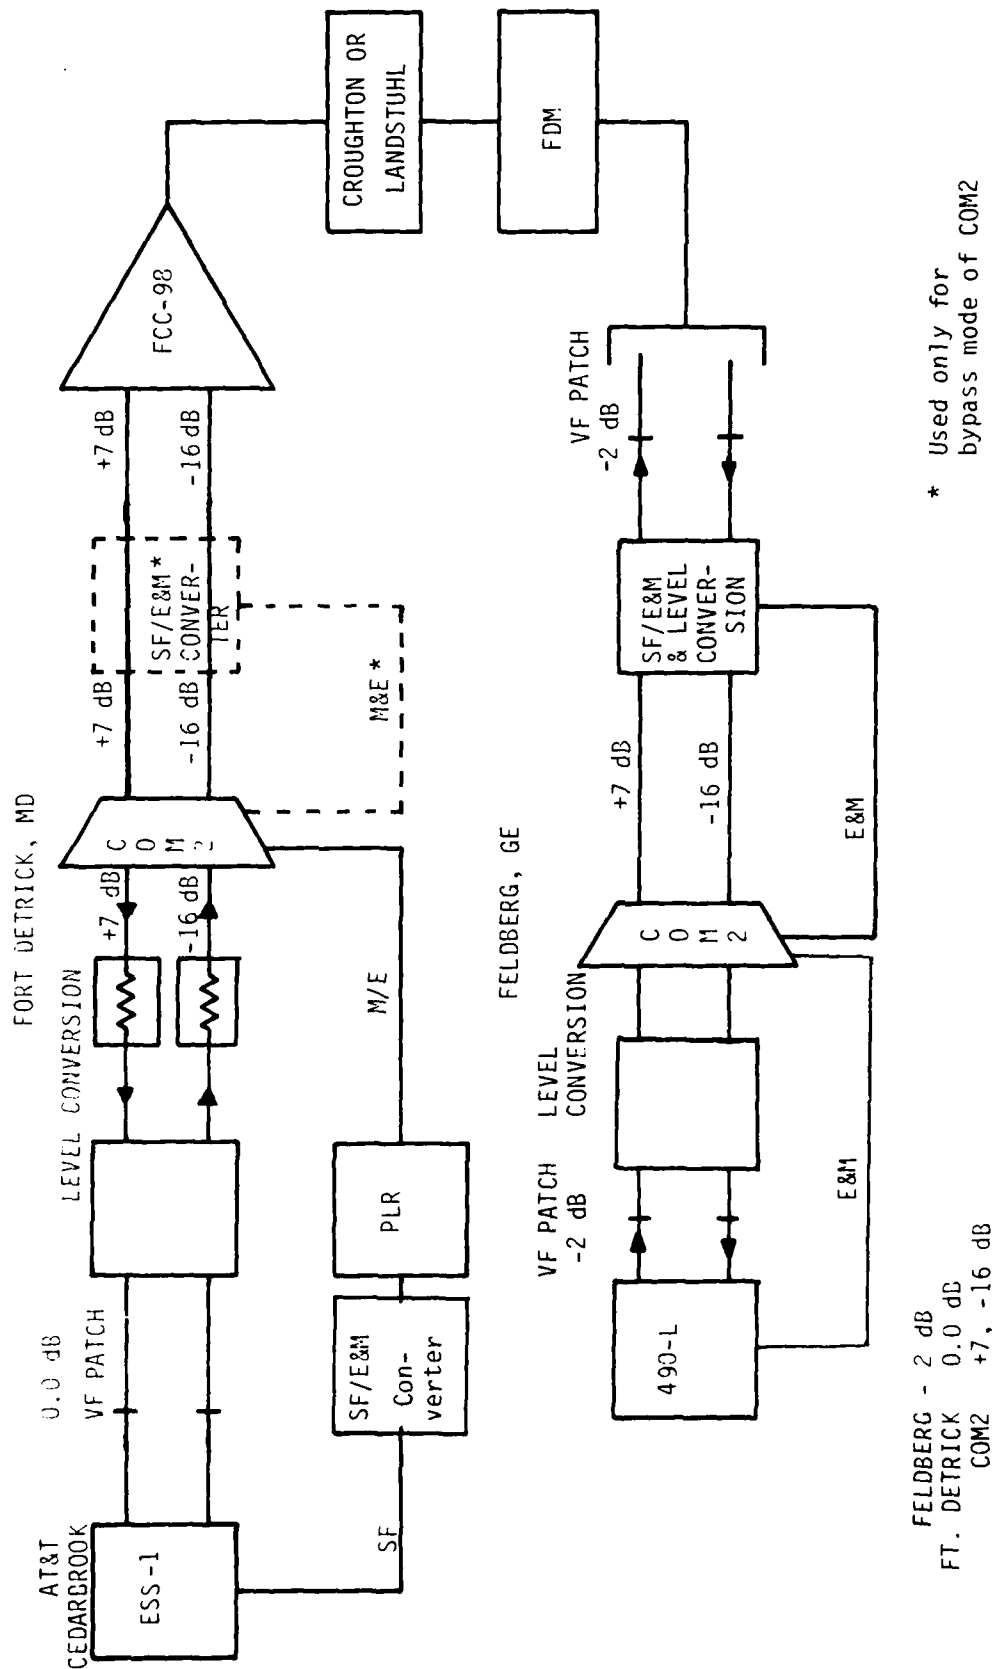 FORT DETRICK, MD
AT&T
CEDARBROOK
ESS-1
0.0 dB
VF PATCH
LEVEL CONVERSION
+7 dB
-16 dB
C
O
M
2
+7 dB
-16 dB
SF/E&M*
CONVER-
TER
+7 dB
-16 dB
FCC-98
SF
SF/E&M
Con-
verter
PLR
M/E
M&E*
CROUGHTON OR
LANDSTUHL
FDM
FELDBERG, GE
490-L
VF PATCH
-2 dB
LEVEL
CONVERSION
C
O
M
2
+7 dB
-16 dB
SF/E&M
& LEVEL
CONVER-
SION
VF PATCH
-2 dB
E&M
E&M
FELDBERG - 2 dB
FT. DETRICK 0.0 dB
COM2 +7, -16 dB
* Used only for
bypass mode of COM2